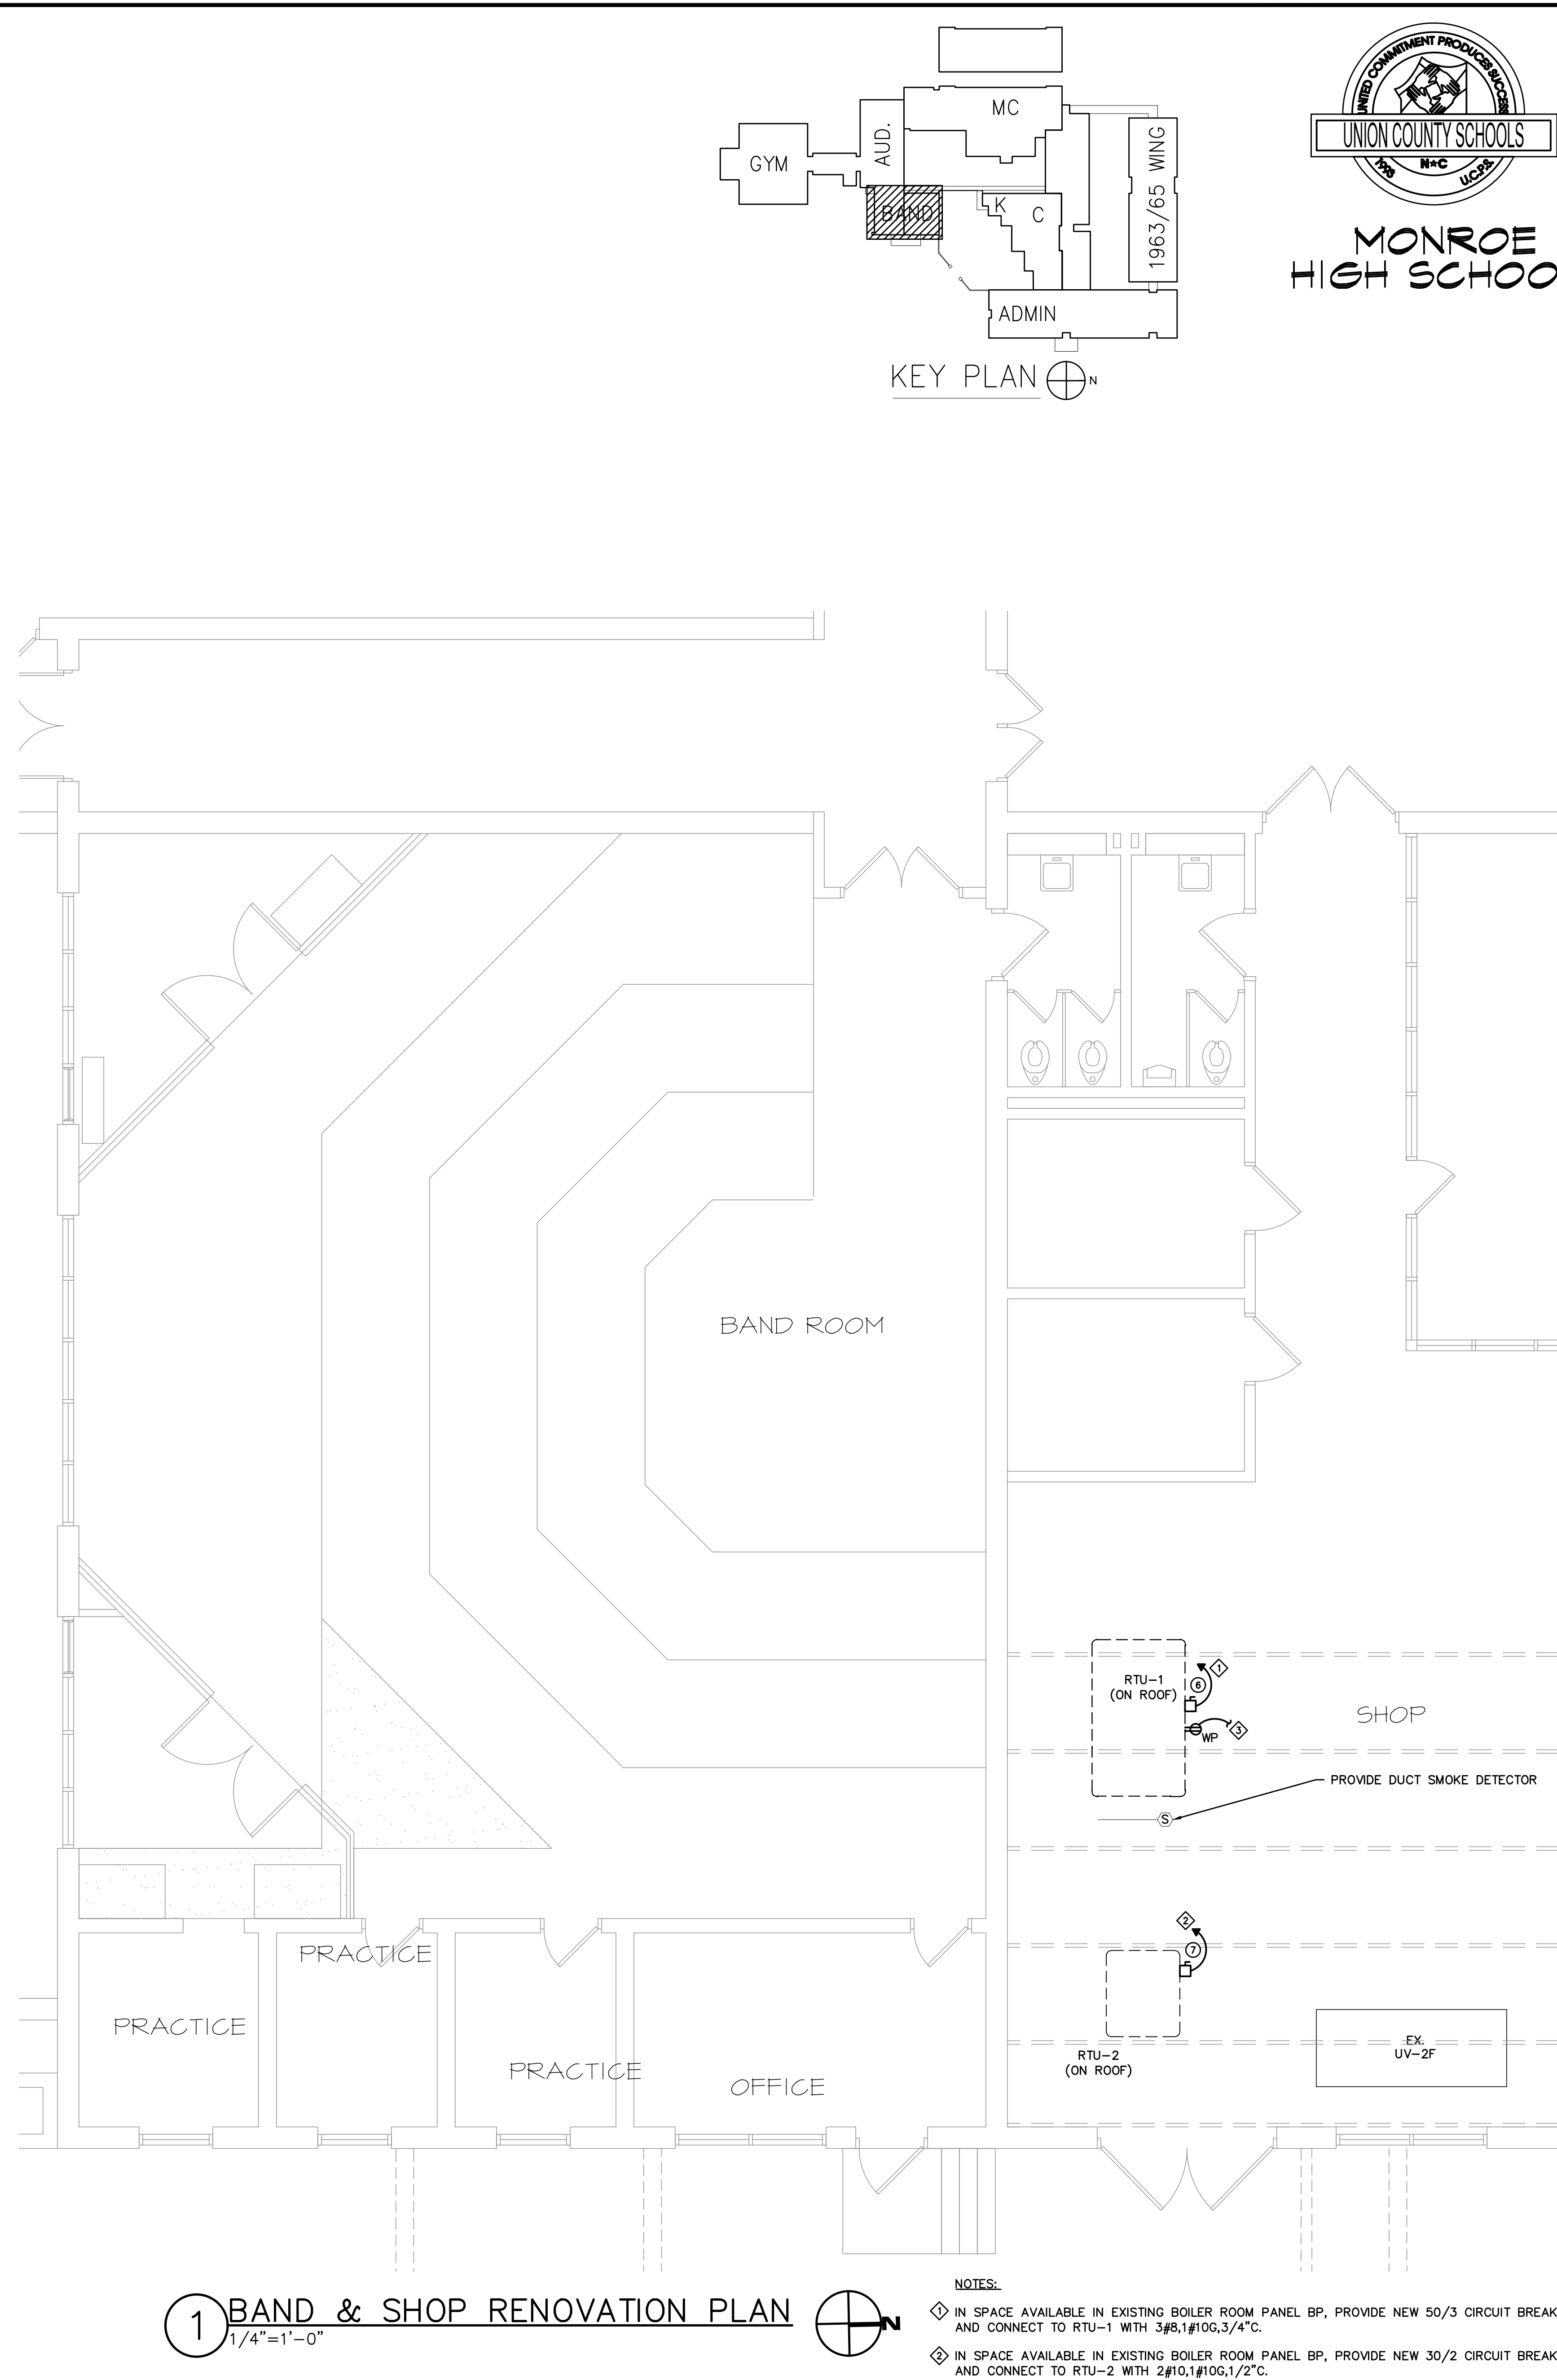 MC
AUD.
GYM
1963/65 WING
BAND
K
C
ADMIN
KEY PLAN
N
UNITED COMMITMENT PRODUCES SUCCESS
UNION COUNTY SCHOOLS
1993
N★C
U.C.P.S.
MONROE
HIGH SCHOO
BAND ROOM
RTU-1
(ON ROOF)
6
1
WP
3
SHOP
PROVIDE DUCT SMOKE DETECTOR
S
2
7
RTU-2
(ON ROOF)
EX.
UV-2F
PRACTICE
PRACTICE
PRACTICE
OFFICE
1
BAND & SHOP RENOVATION PLAN
1/4"=1'-0"
N
NOTES:
1 IN SPACE AVAILABLE IN EXISTING BOILER ROOM PANEL BP, PROVIDE NEW 50/3 CIRCUIT BREAK
AND CONNECT TO RTU-1 WITH 3#8,1#10G,3/4"C.
2 IN SPACE AVAILABLE IN EXISTING BOILER ROOM PANEL BP, PROVIDE NEW 30/2 CIRCUIT BREAK
AND CONNECT TO RTU-2 WITH 2#10,1#10G,1/2"C.